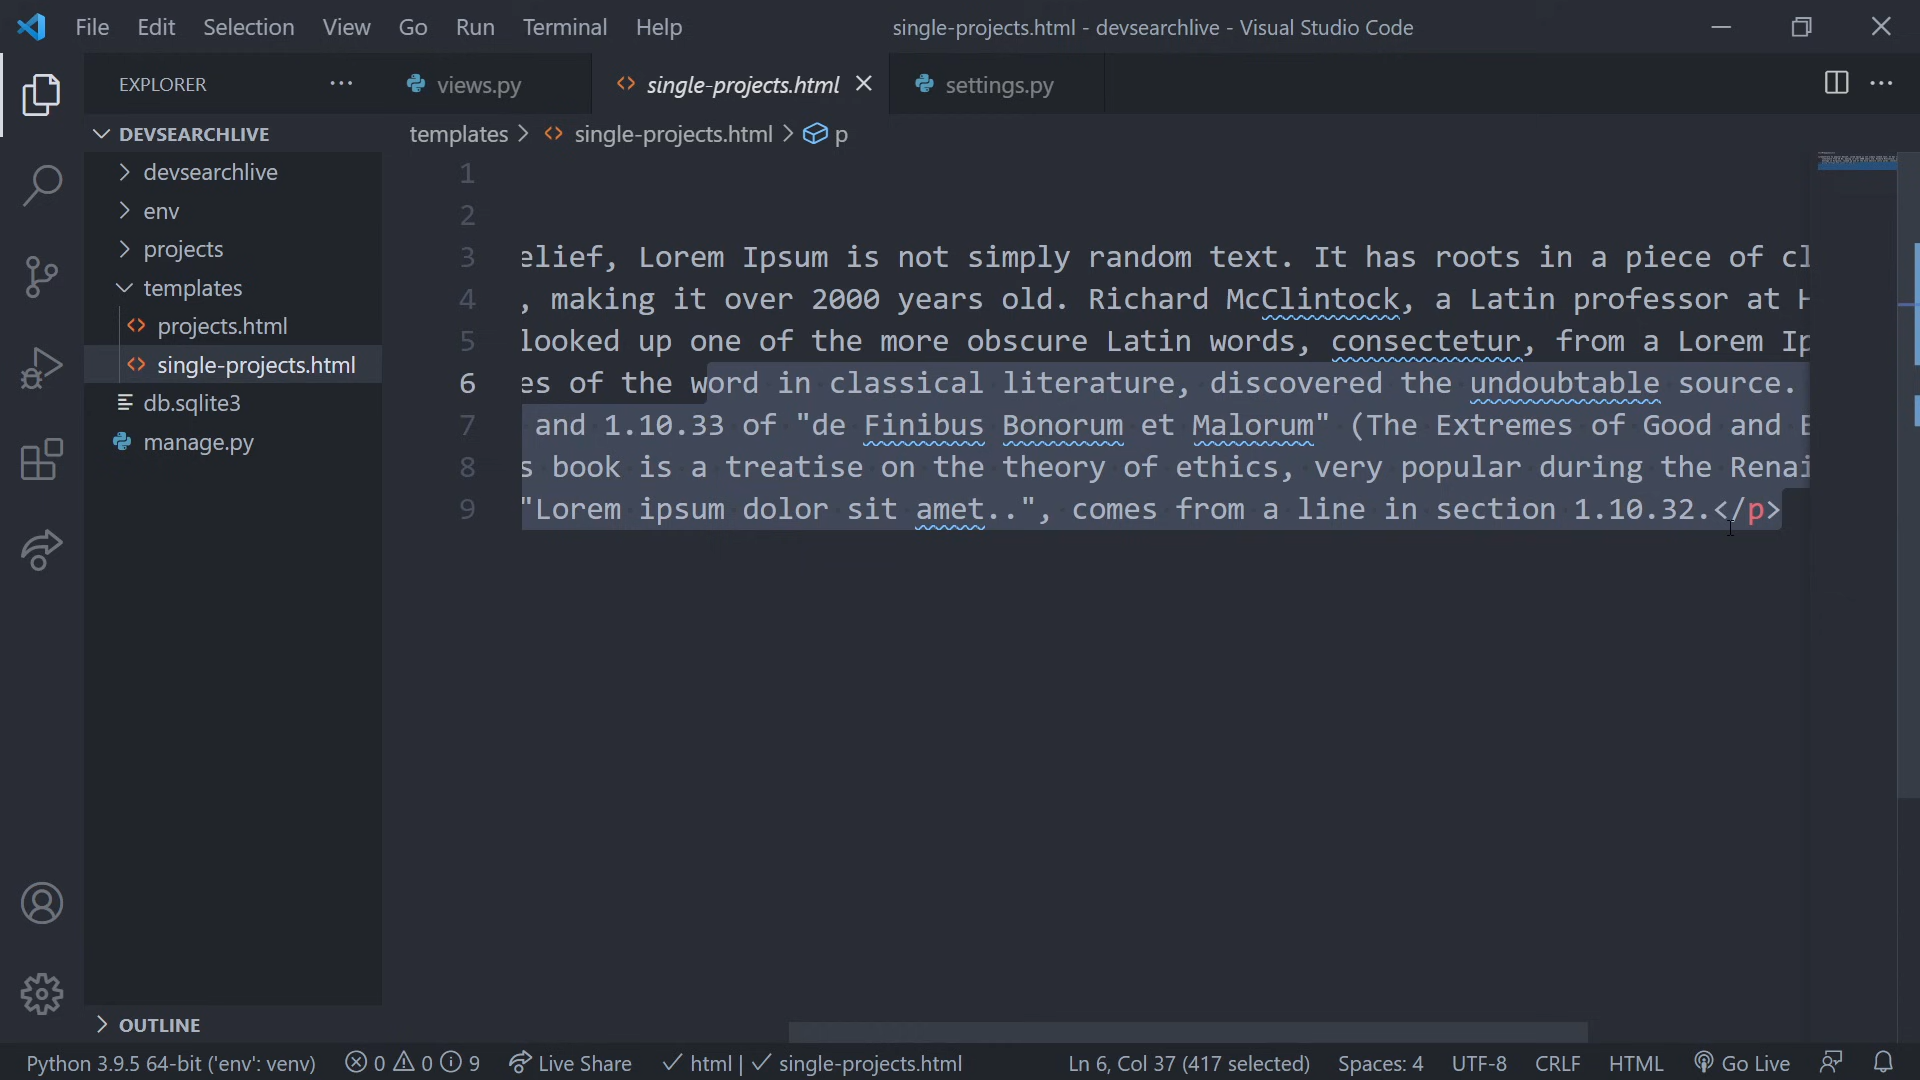 File Edit Selection View Go Run Terminal Help single-projects.html - devsearchlive - Visual Studio Code
EXPLORER
views.py single-projects.html settings.py
DEVSEARCHLIVE
templates > single-projects.html > p
devsearchlive
env
projects
templates
projects.html
single-projects.html
db.sqlite3
manage.py
1
2
3 elief, Lorem Ipsum is not simply random text. It has roots in a piece of cl
4 , making it over 2000 years old. Richard McClintock, a Latin professor at H
5 looked up one of the more obscure Latin words, consectetur, from a Lorem Ip
6 es of the word in classical literature, discovered the undoubtable source.
7 and 1.10.33 of "de Finibus Bonorum et Malorum" (The Extremes of Good and E
8 s book is a treatise on the theory of ethics, very popular during the Renai
9 "Lorem ipsum dolor sit amet..", comes from a line in section 1.10.32.</p>
OUTLINE
Python 3.9.5 64-bit ('env': venv) 0 0 9 Live Share html | single-projects.html Ln 6, Col 37 (417 selected) Spaces: 4 UTF-8 CRLF HTML Go Live